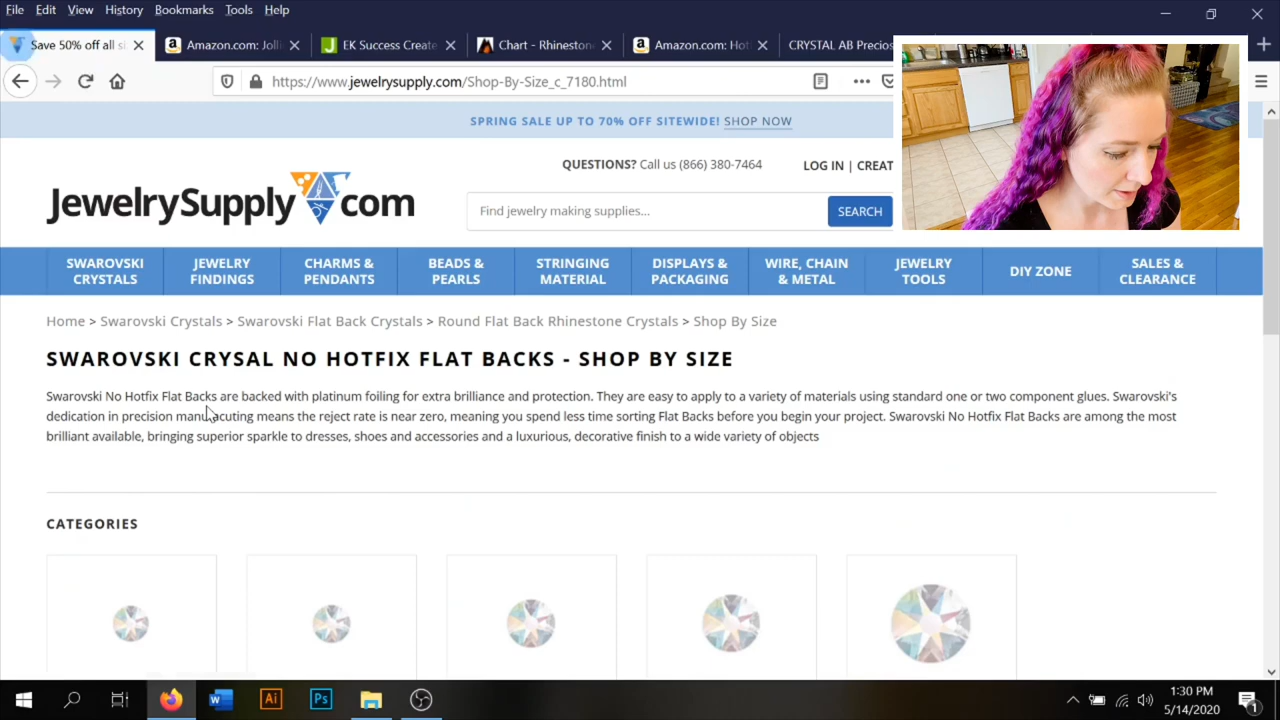 File Edit View History Bookmarks Tools Help
Save 50% off all si Amazon.com: Jolli EK Success Create Chart - Rhinestone Amazon.com: Hot CRYSTAL AB Precios
https://www.jewelrysupply.com/Shop-By-Size_c_7180.html
SPRING SALE UP TO 70% OFF SITEWIDE! SHOP NOW
QUESTIONS? Call us (866) 380-7464 LOG IN | CREAT
JewelrySupply com
Find jewelry making supplies... SEARCH
SWAROVSKI CRYSTALS JEWELRY FINDINGS CHARMS & PENDANTS BEADS & PEARLS STRINGING MATERIAL DISPLAYS & PACKAGING WIRE, CHAIN & METAL JEWELRY TOOLS DIY ZONE SALES & CLEARANCE
Home > Swarovski Crystals > Swarovski Flat Back Crystals > Round Flat Back Rhinestone Crystals > Shop By Size
SWAROVSKI CRYSAL NO HOTFIX FLAT BACKS - SHOP BY SIZE
Swarovski No Hotfix Flat Backs are backed with platinum foiling for extra brilliance and protection. They are easy to apply to a variety of materials using standard one or two component glues. Swarovski's
dedication in precision manufacuting means the reject rate is near zero, meaning you spend less time sorting Flat Backs before you begin your project. Swarovski No Hotfix Flat Backs are among the most
brilliant available, bringing superior sparkle to dresses, shoes and accessories and a luxurious, decorative finish to a wide variety of objects
CATEGORIES
1:30 PM
5/14/2020